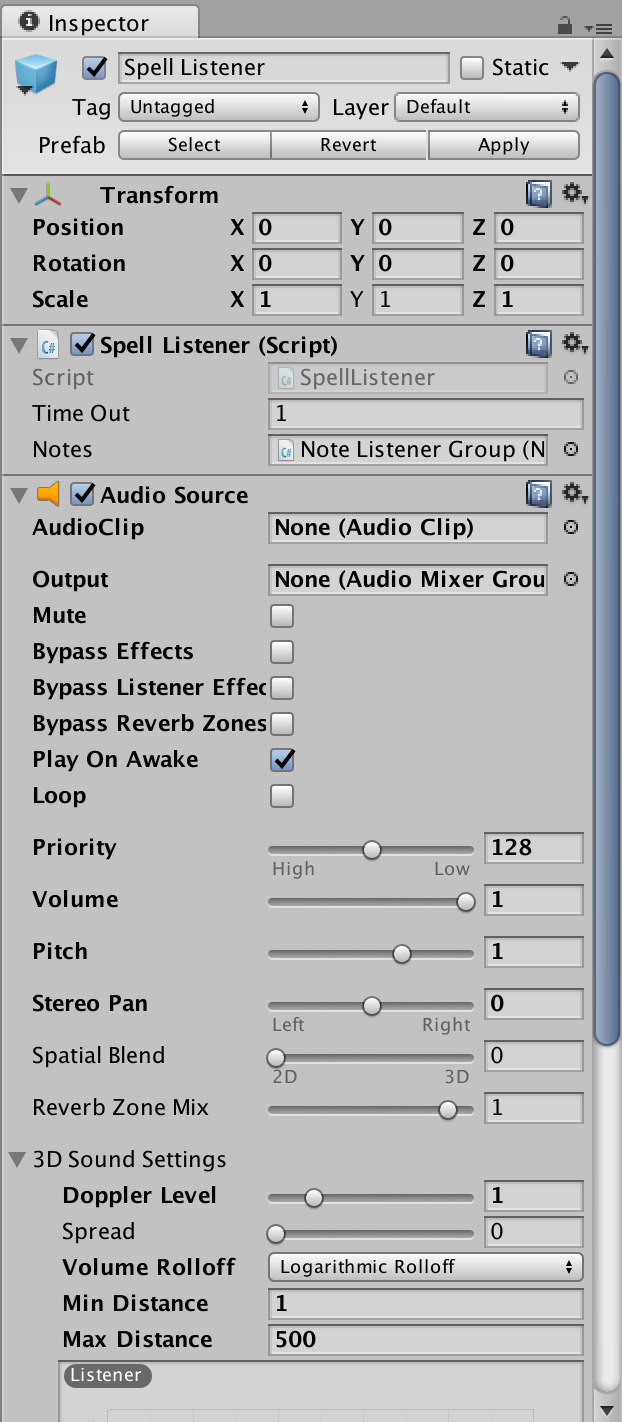 Inspector
Spell Listener Static
Tag Untagged Layer Default
Prefab Select Revert Apply
Transform
Position X 0 Y 0 Z 0
Rotation X 0 Y 0 Z 0
Scale X 1 Y 1 Z 1
Spell Listener (Script)
Script SpellListener
Time Out 1
Notes Note Listener Group (N
Audio Source
AudioClip None (Audio Clip)
Output None (Audio Mixer Grou
Mute
Bypass Effects
Bypass Listener Effec
Bypass Reverb Zones
Play On Awake
Loop
Priority 128
High Low
Volume 1
Pitch 1
Stereo Pan 0
Left Right
Spatial Blend 0
2D 3D
Reverb Zone Mix 1
3D Sound Settings
Doppler Level 1
Spread 0
Volume Rolloff Logarithmic Rolloff
Min Distance 1
Max Distance 500
Listener